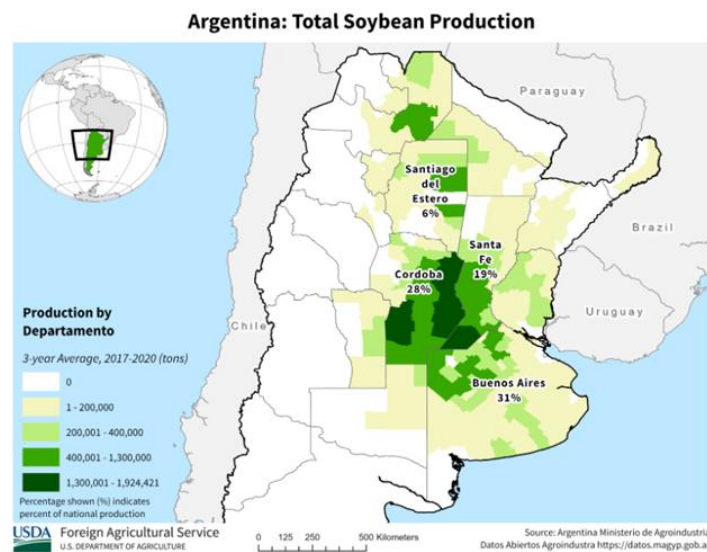 Argentina: Total Soybean Production
Paraguay
Santiago
del
Estero
6%
Brazil
Santa
Fe
19%
Cordoba
28%
Uruguay
Chile
Buenos Aires
31%
Production by
Departamento
3-year Average, 2017-2020 (tons)
0
1 - 200,000
200,001 - 400,000
400,001 - 1,300,000
1,300,001 - 1,924,421
Percentage shown (%) indicates
percent of national production
USDA
Foreign Agricultural Service
U.S. DEPARTMENT OF AGRICULTURE
0 125 250 500 Kilometers
Source: Argentina Ministerio de Agroindustria
Datos Abiertos Agroindustra https://datos.magyp.gob.a